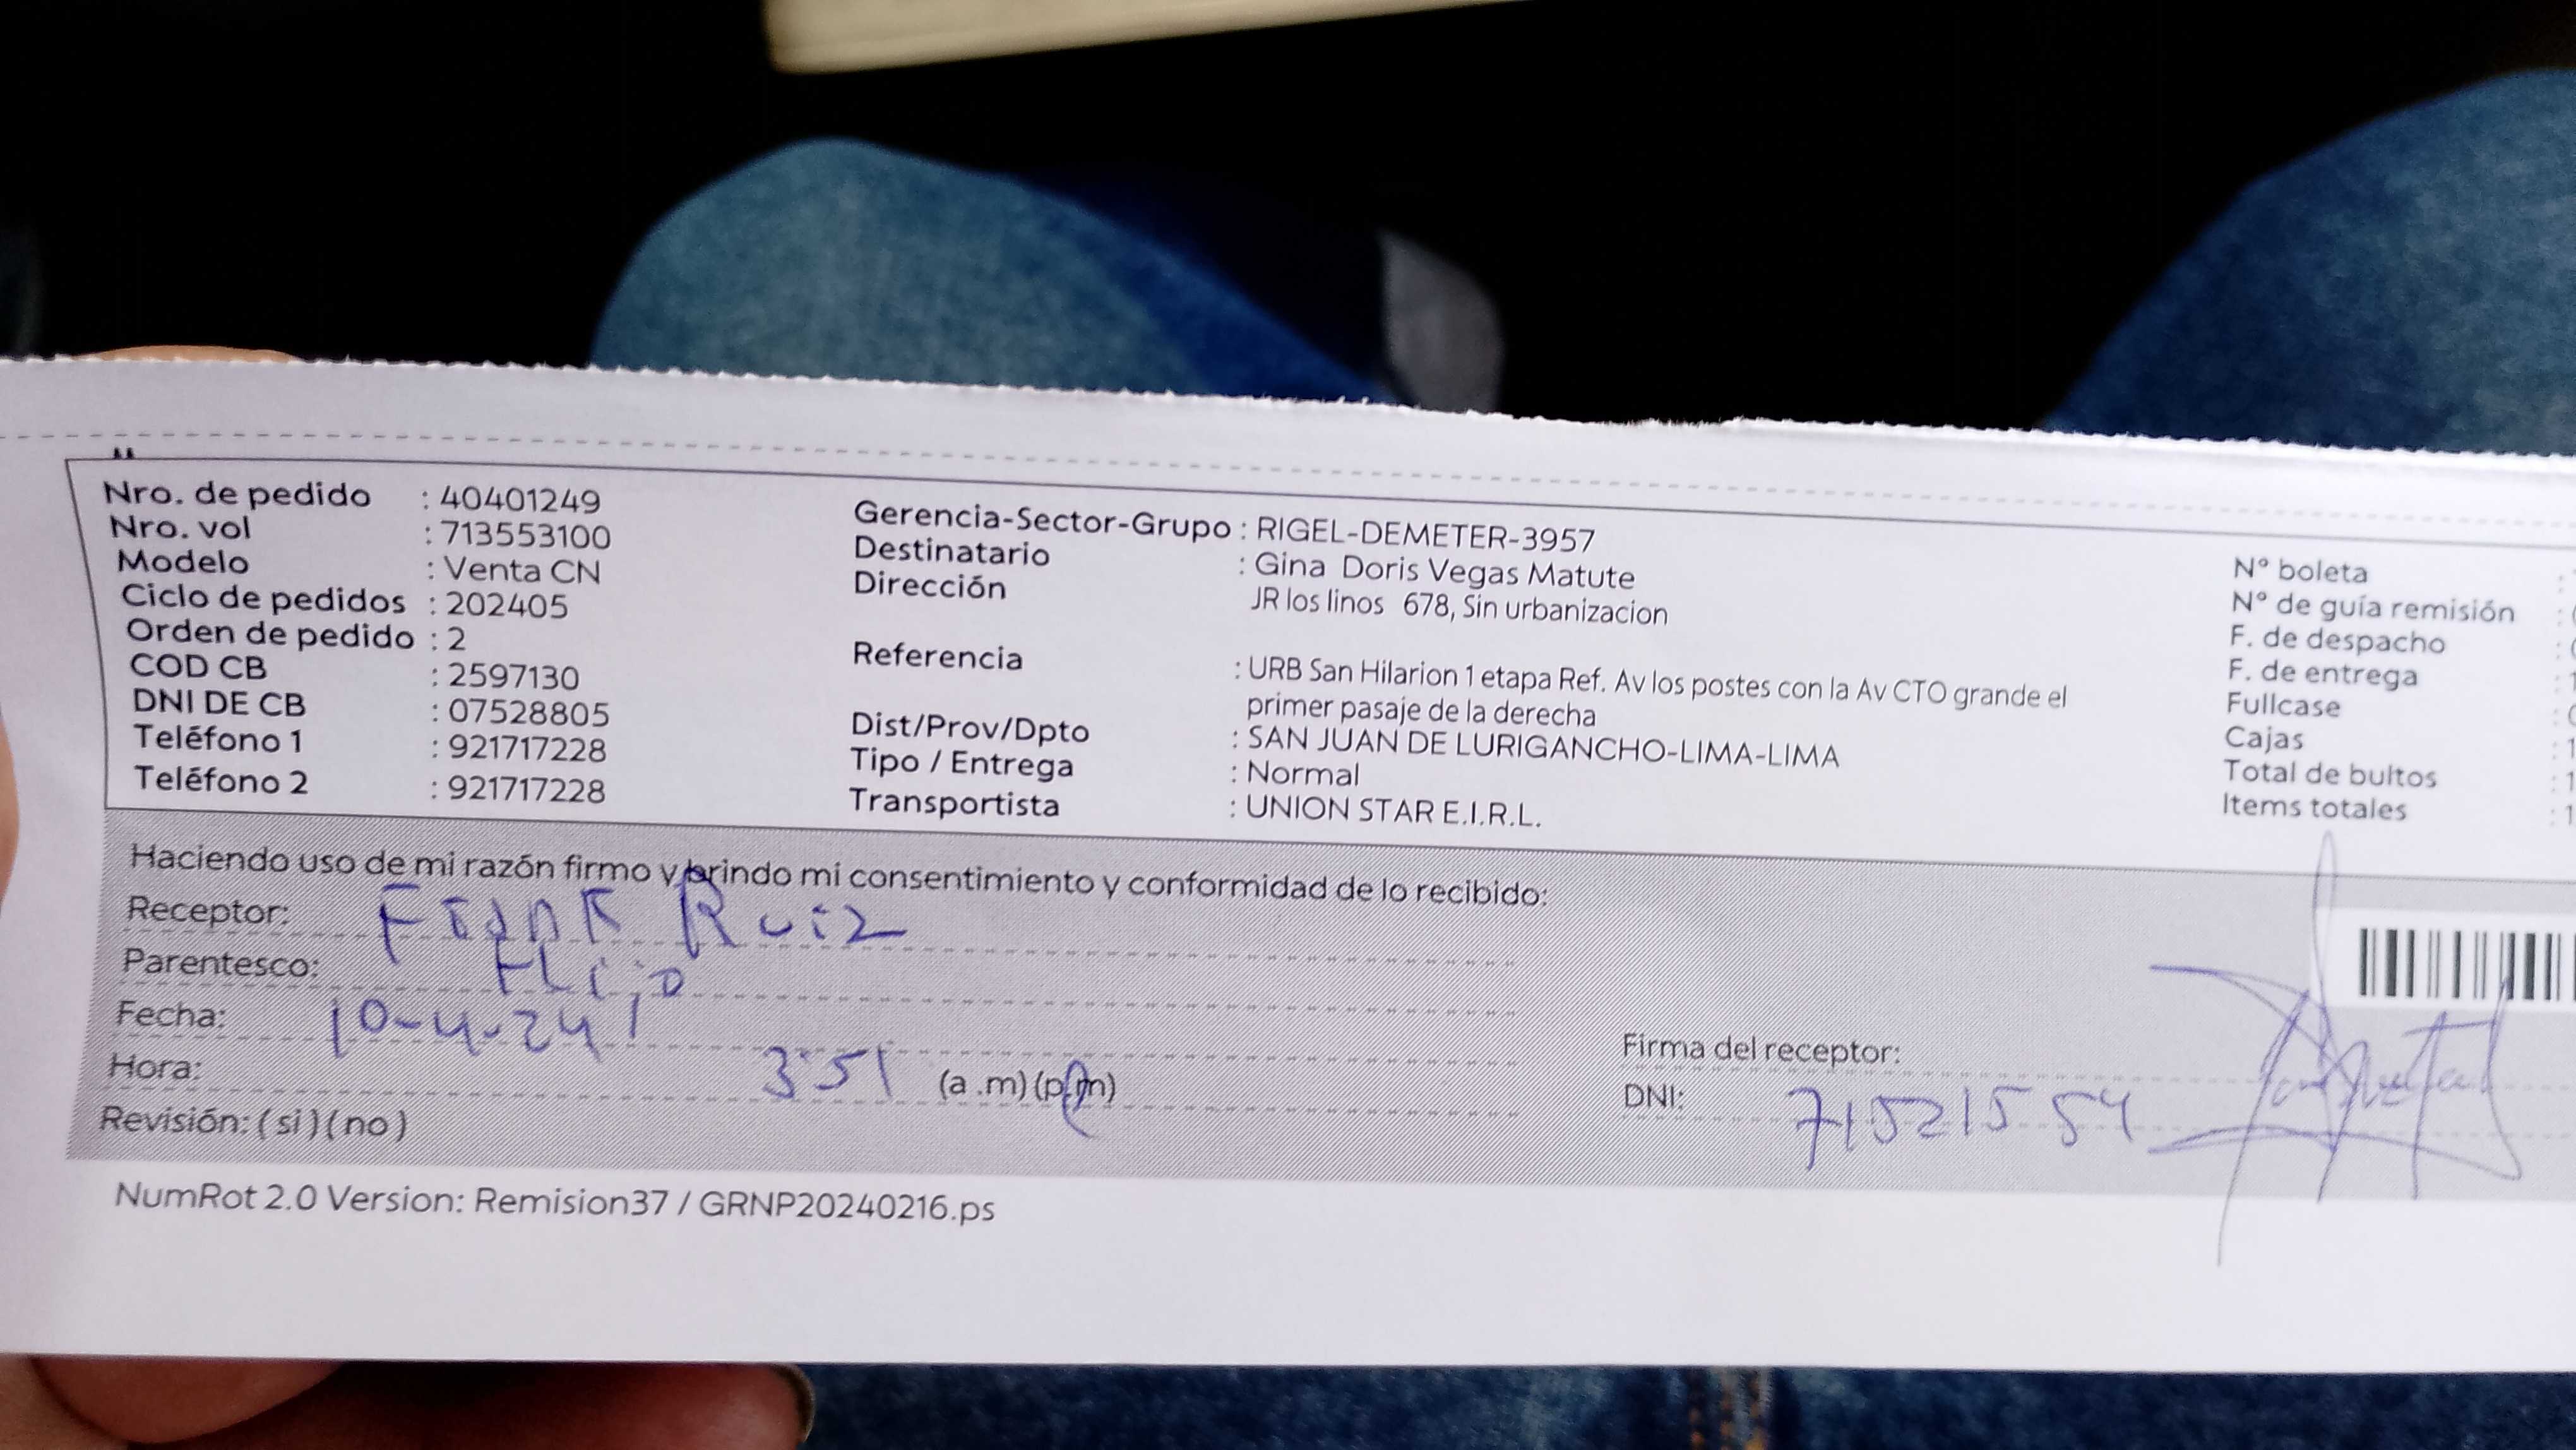 Nro. de pedido : 40401249
Nro. vol : 713553100
Modelo : Venta CN
Ciclo de pedidos : 202405
Orden de pedido : 2
COD CB : 2597130
DNI DE CB : 07528805
Teléfono 1 : 921717228
Teléfono 2 : 921717228
Gerencia-Sector-Grupo : RIGEL-DEMETER-3957
Destinatario : Gina Doris Vegas Matute
Dirección JR los linos 678, Sin urbanizacion
Referencia : URB San Hilarion 1 etapa Ref. Av los postes con la Av CTO grande el
primer pasaje de la derecha
Dist/Prov/Dpto : SAN JUAN DE LURIGANCHO-LIMA-LIMA
Tipo / Entrega : Normal
Transportista : UNION STAR E.I.R.L.
N° boleta :
N° de guía remisión :
F. de despacho :
F. de entrega :
Fullcase :
Cajas :
Total de bultos :
Items totales :
Haciendo uso de mi razón firmo y brindo mi consentimiento y conformidad de lo recibido:
Receptor: Frank Ruiz
Parentesco: Hijo
Fecha: 10-4-24
Hora: 3:51 (a .m) (p.m)
Revisión: ( si ) ( no )
Firma del receptor:
DNI: 71521554
NumRot 2.0 Version: Remision37 / GRNP20240216.ps